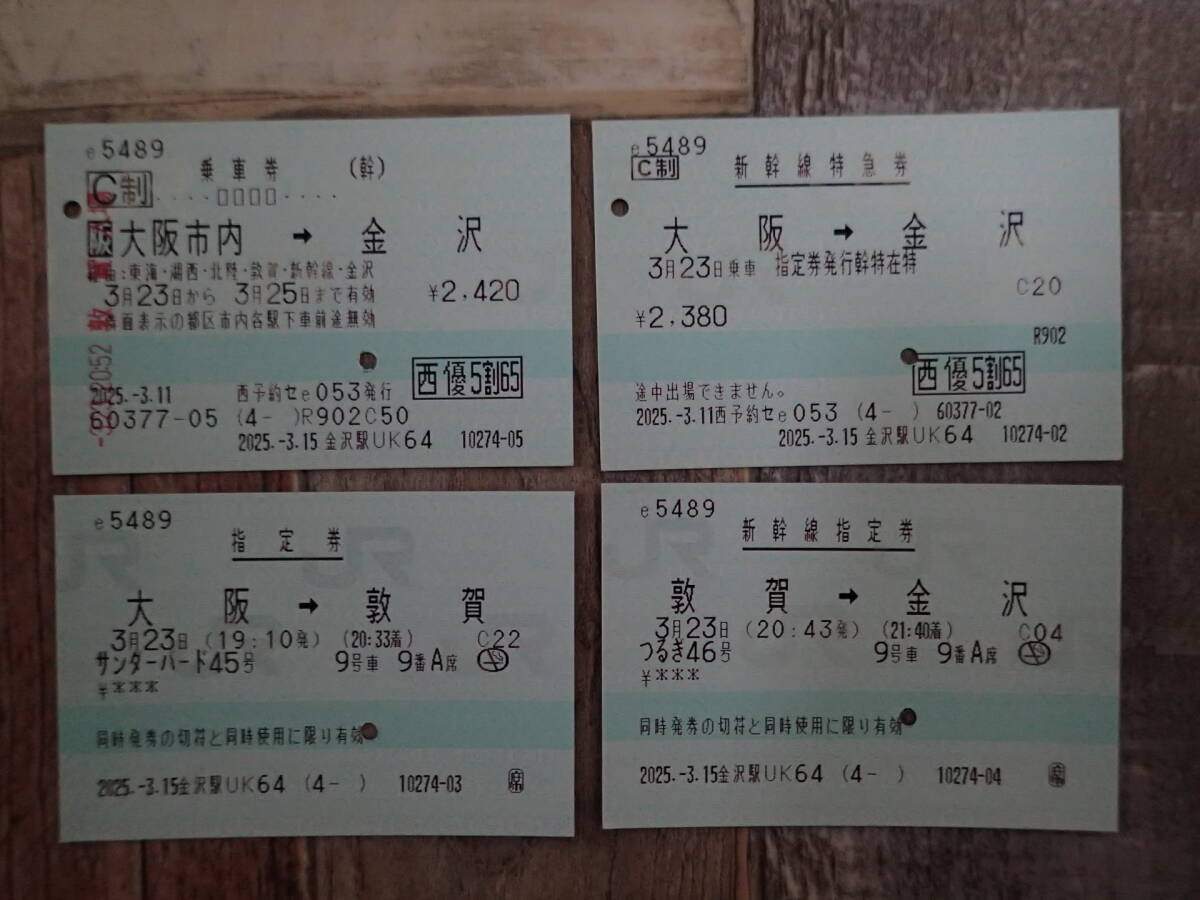 e5489
乗車券 (幹)
C制 ‥‥□□□□‥‥
阪 大阪市内 → 金沢
経由:東海・湖西・北陸・敦賀・新幹線・金沢
3月23日から 3月25日まで有効 ¥2,420
券面表示の都区市内各駅下車前途無効
西優5割65
2025.-3.11 西予約セe053発行
60377-05 (4- )R902C50
2025.-3.15 金沢駅UK64 10274-05
e5489
C制 新幹線特急券
大阪 → 金沢
3月23日乗車 指定券発行幹特在特
C20
¥2,380
R902
西優5割65
途中出場できません。
2025.-3.11西予約セe053 (4- ) 60377-02
2025.-3.15 金沢駅UK64 10274-02
e5489
指定券
大阪 → 敦賀
3月23日 (19:10発) (20:33着) C22
サンダーバード45号 9号車 9番A席
¥***
同時発券の切符と同時使用に限り有効
2025.-3.15金沢駅UK64 (4- ) 10274-03
e5489
新幹線指定券
敦賀 → 金沢
3月23日 (20:43発) (21:40着) C04
つるぎ46号 9号車 9番A席
¥***
同時発券の切符と同時使用に限り有効
2025.-3.15金沢駅UK64 (4- ) 10274-04